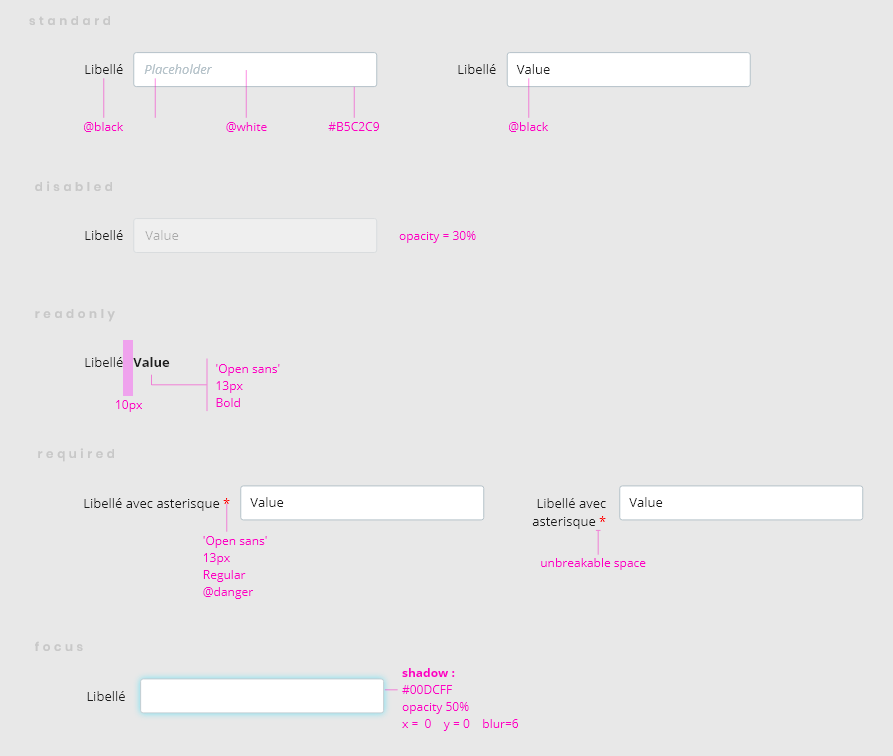 standard
Libellé Placeholder Libellé Value
@black @white #B5C2C9 @black
disabled
Libellé Value opacity = 30%
readonly
Libellé Value
'Open sans'
13px
Bold
10px
required
Libellé avec asterisque * Value
'Open sans'
13px
Regular
@danger
Libellé avec
asterisque *
Value
unbreakable space
focus
Libellé
shadow :
#00DCFF
opacity 50%
x = 0 y = 0 blur=6